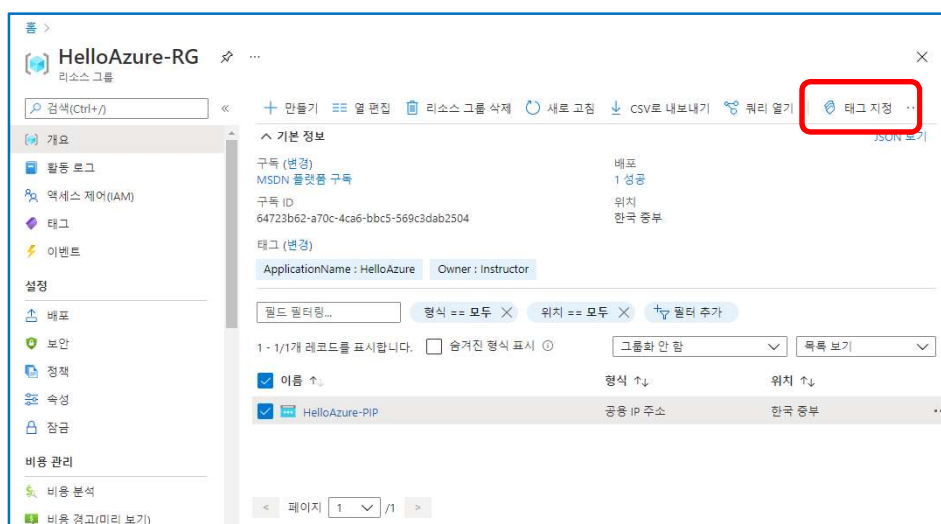 홈 >
HelloAzure-RG ...
리소스 그룹
검색(Ctrl+/) «
개요
활동 로그
액세스 제어(IAM)
태그
이벤트
설정
배포
보안
정책
속성
잠금
비용 관리
비용 분석
비용 경고(미리 보기)
만들기 열 편집 리소스 그룹 삭제 새로 고침 CSV로 내보내기 쿼리 열기 태그 지정 ...
기본 정보 JSON 보기
구독 (변경) 배포
MSDN 플랫폼 구독 1 성공
구독 ID 위치
64723b62-a70c-4ca6-bbc5-569c3dab2504 한국 중부
태그 (변경)
ApplicationName : HelloAzure Owner : Instructor
필드 필터링... 형식 == 모두 위치 == 모두 필터 추가
1 - 1/1개 레코드를 표시합니다. 숨겨진 형식 표시 그룹화 안 함 목록 보기
이름 ↑↓ 형식 ↑↓ 위치 ↑↓
HelloAzure-PIP 공용 IP 주소 한국 중부 ...
< 페이지 1 /1 >